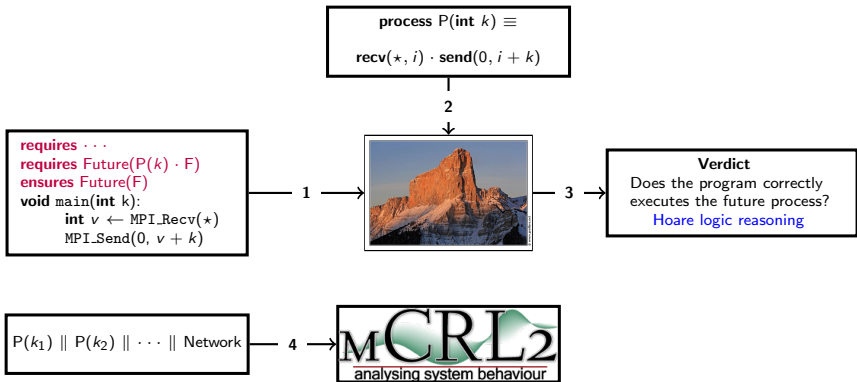 process P(int k) ≡
recv(⋆, i) · send(0, i + k)
2
requires · · ·
requires Future(P(k) · F)
ensures Future(F)
void main(int k):
int v ← MPI_Recv(⋆)
MPI_Send(0, v + k)
1
3
Verdict
Does the program correctly
executes the future process?
Hoare logic reasoning
P(k₁) ∥ P(k₂) ∥ · · · ∥ Network
4
mCRL2
analysing system behaviour